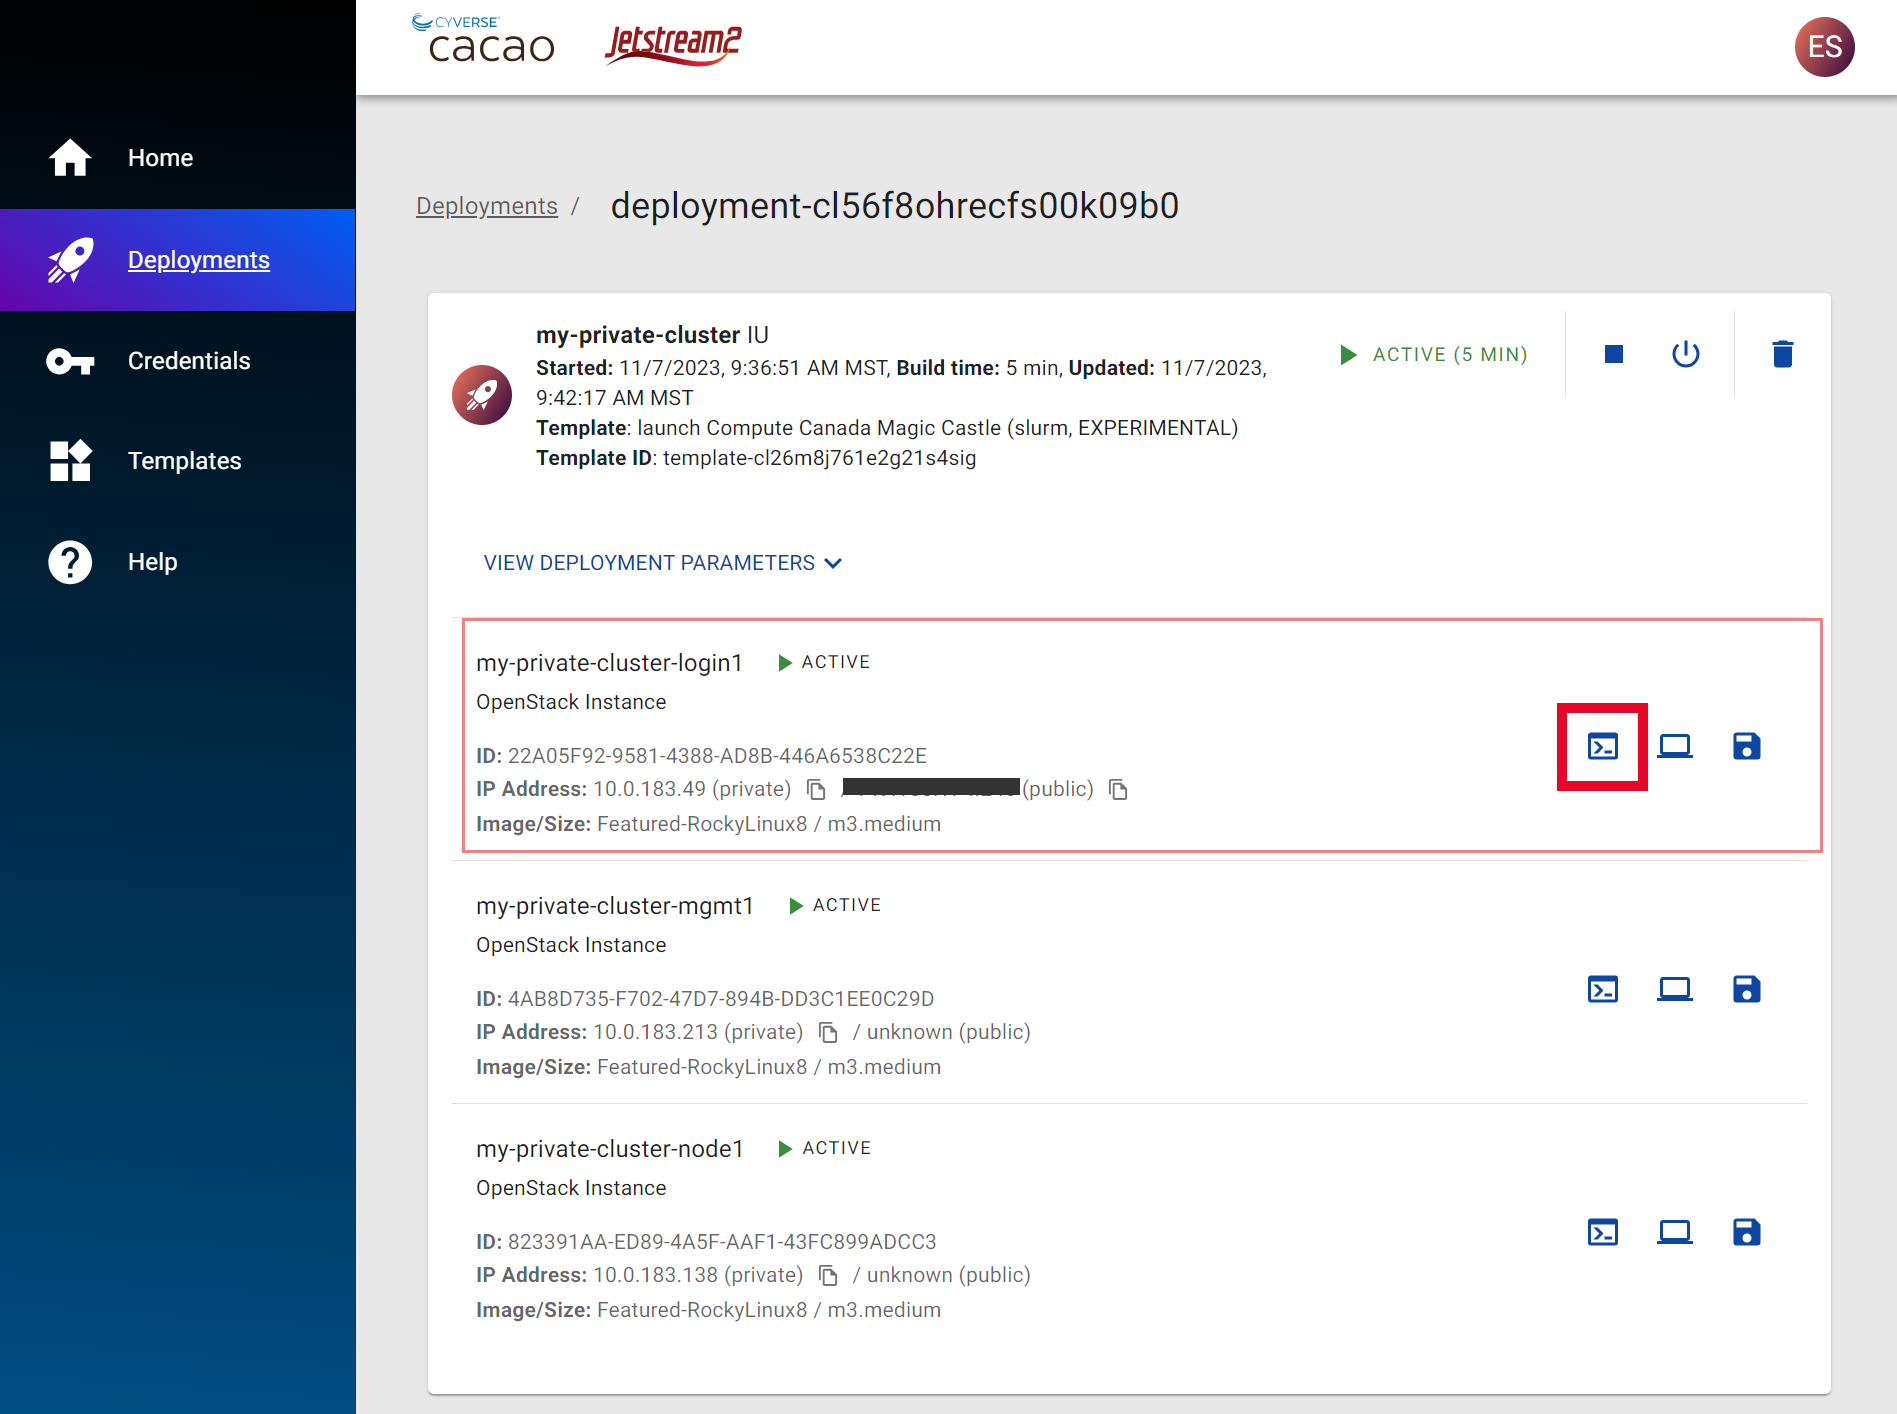 CYVERSE
cacao
Jetstream2
ES
Home
Deployments
Credentials
Templates
Help
Deployments / deployment-cl56f8ohrecfs00k09b0
my-private-cluster IU
Started: 11/7/2023, 9:36:51 AM MST, Build time: 5 min, Updated: 11/7/2023,
9:42:17 AM MST
Template: launch Compute Canada Magic Castle (slurm, EXPERIMENTAL)
Template ID: template-cl26m8j761e2g21s4sig
ACTIVE (5 MIN)
VIEW DEPLOYMENT PARAMETERS
my-private-cluster-login1 ACTIVE
OpenStack Instance
ID: 22A05F92-9581-4388-AD8B-446A6538C22E
IP Address: 10.0.183.49 (private) / (public)
Image/Size: Featured-RockyLinux8 / m3.medium
my-private-cluster-mgmt1 ACTIVE
OpenStack Instance
ID: 4AB8D735-F702-47D7-894B-DD3C1EE0C29D
IP Address: 10.0.183.213 (private) / unknown (public)
Image/Size: Featured-RockyLinux8 / m3.medium
my-private-cluster-node1 ACTIVE
OpenStack Instance
ID: 823391AA-ED89-4A5F-AAF1-43FC899ADCC3
IP Address: 10.0.183.138 (private) / unknown (public)
Image/Size: Featured-RockyLinux8 / m3.medium